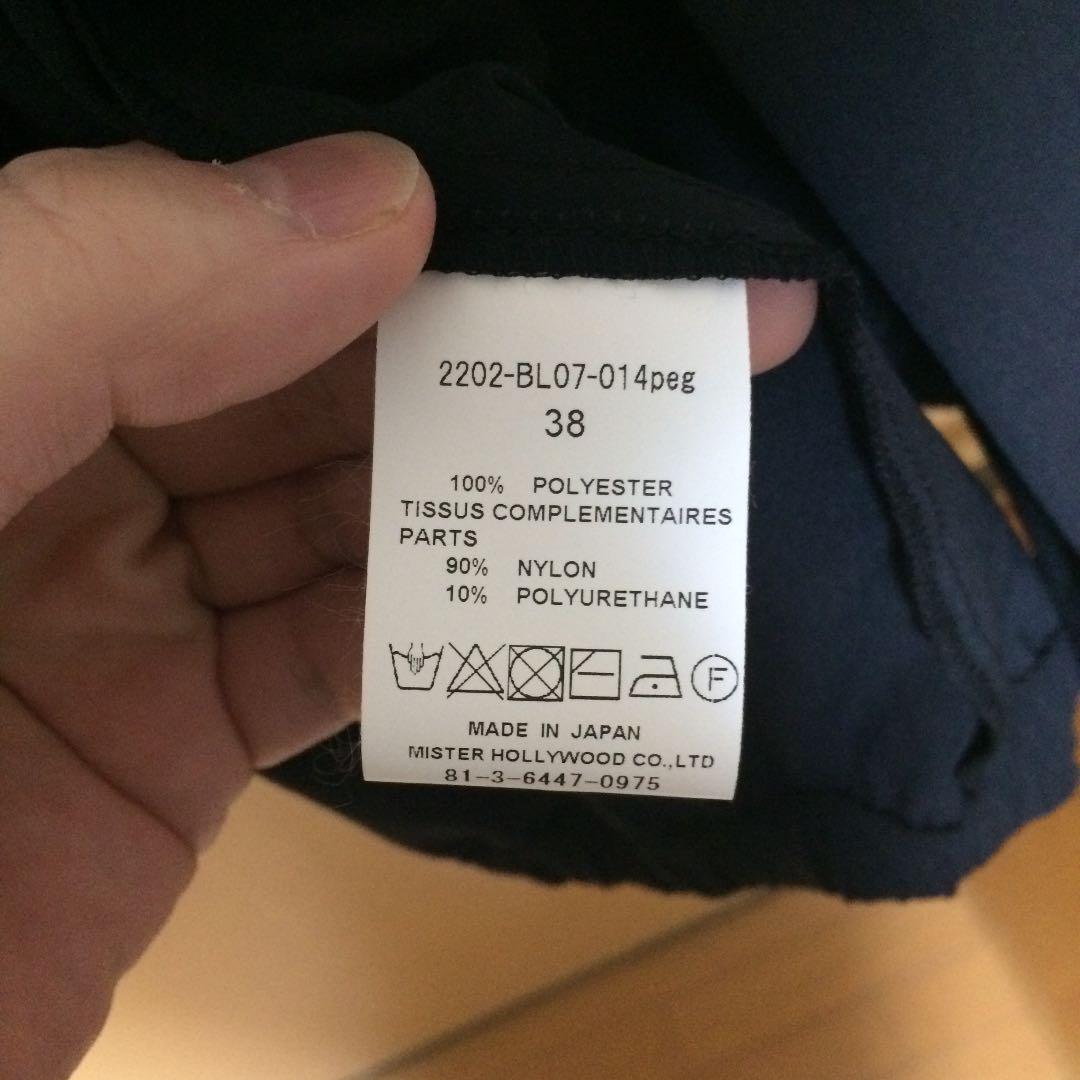 2202-BL07-014peg
38
100% POLYESTER
TISSUS COMPLEMENTAIRES
PARTS
90% NYLON
10% POLYURETHANE
F
MADE IN JAPAN
MISTER HOLLYWOOD CO.,LTD
81-3-6447-0975